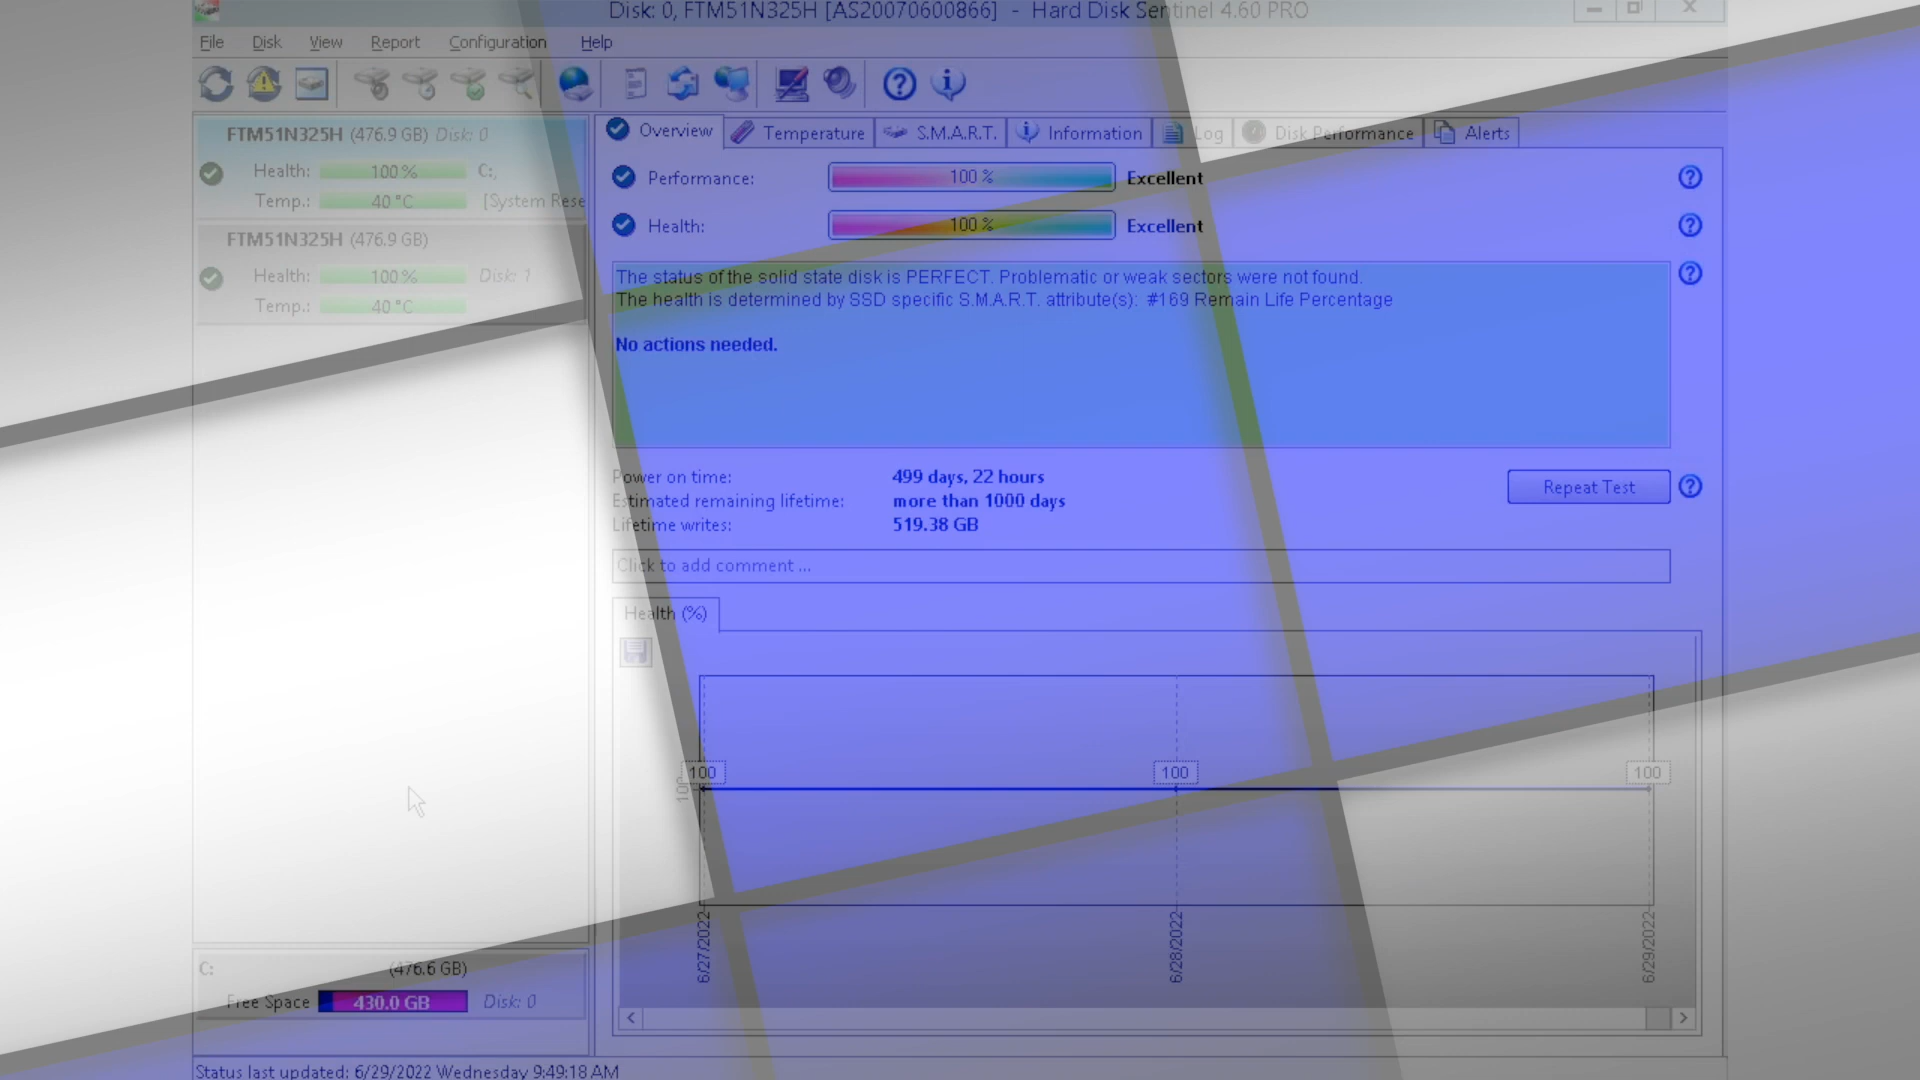 Disk: 0, FTM51N325H [AS20070600866] - Hard Disk Sentinel 4.60 PRO
File Disk View Report Configuration Help
FTM51N325H (476.9 GB) Disk: 0
Health: 100 % C:,
Temp.: 40 °C [System Rese
FTM51N325H (476.9 GB)
Health: 100 % Disk: 1
Temp.: 40 °C
Overview Temperature S.M.A.R.T. Information Log Disk Performance Alerts
Performance: 100 % Excellent
Health: 100 % Excellent
The status of the solid state disk is PERFECT. Problematic or weak sectors were not found.
The health is determined by SSD specific S.M.A.R.T. attribute(s): #169 Remain Life Percentage
No actions needed.
Power on time: 499 days, 22 hours
Estimated remaining lifetime: more than 1000 days
Lifetime writes: 519.38 GB
Repeat Test
Click to add comment ...
Health (%)
100
100 100 100
6/27/2022 6/28/2022 6/29/2022
C: (476.6 GB)
Free Space 430.0 GB Disk: 0
Status last updated: 6/29/2022 Wednesday 9:49:18 AM